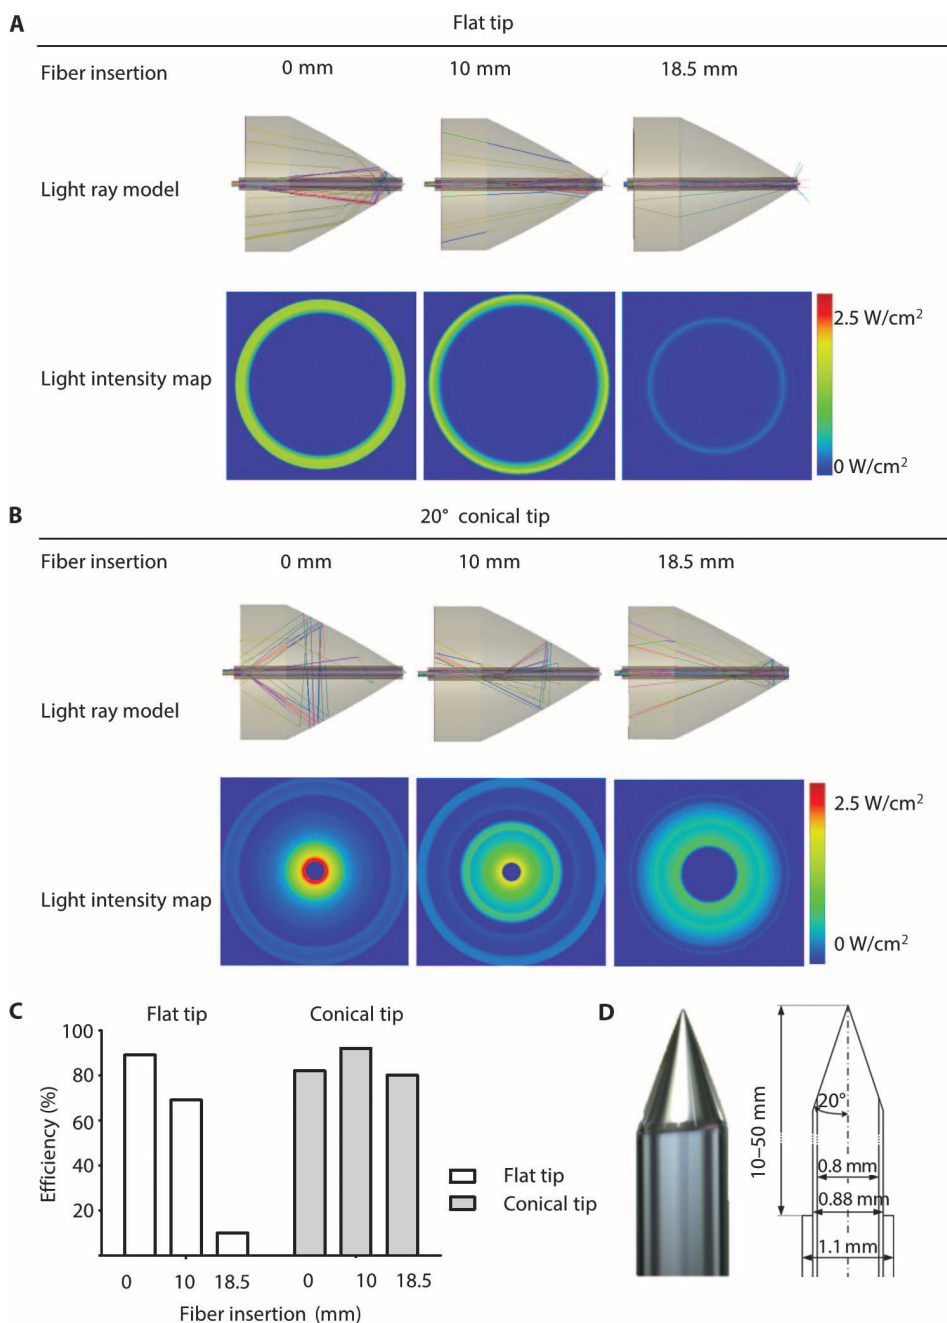 A
Flat tip
Fiber insertion 0 mm 10 mm 18.5 mm
Light ray model
Light intensity map
2.5 W/cm²
0 W/cm²
B
20° conical tip
Fiber insertion 0 mm 10 mm 18.5 mm
Light ray model
Light intensity map
2.5 W/cm²
0 W/cm²
C
Flat tip Conical tip
Efficiency (%)
100
80
60
40
20
0 10 18.5 0 10 18.5
Fiber insertion (mm)
Flat tip
Conical tip
D
10–50 mm
20°
0.8 mm
0.88 mm
1.1 mm